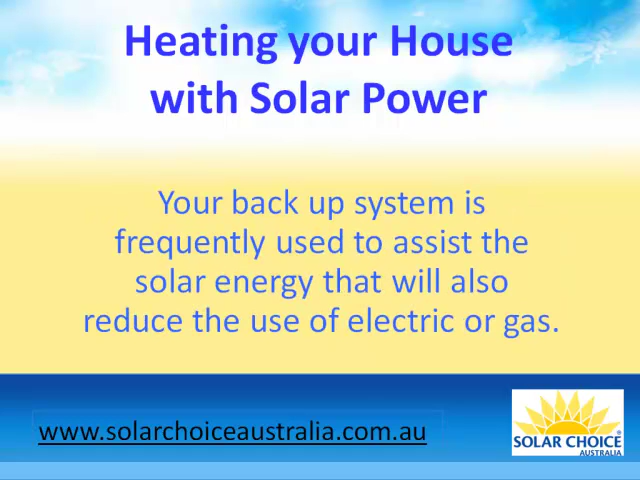 Heating your House
with Solar Power
Your back up system is
frequently used to assist the
solar energy that will also
reduce the use of electric or gas.
www.solarchoiceaustralia.com.au
SOLAR CHOICE
AUSTRALIA